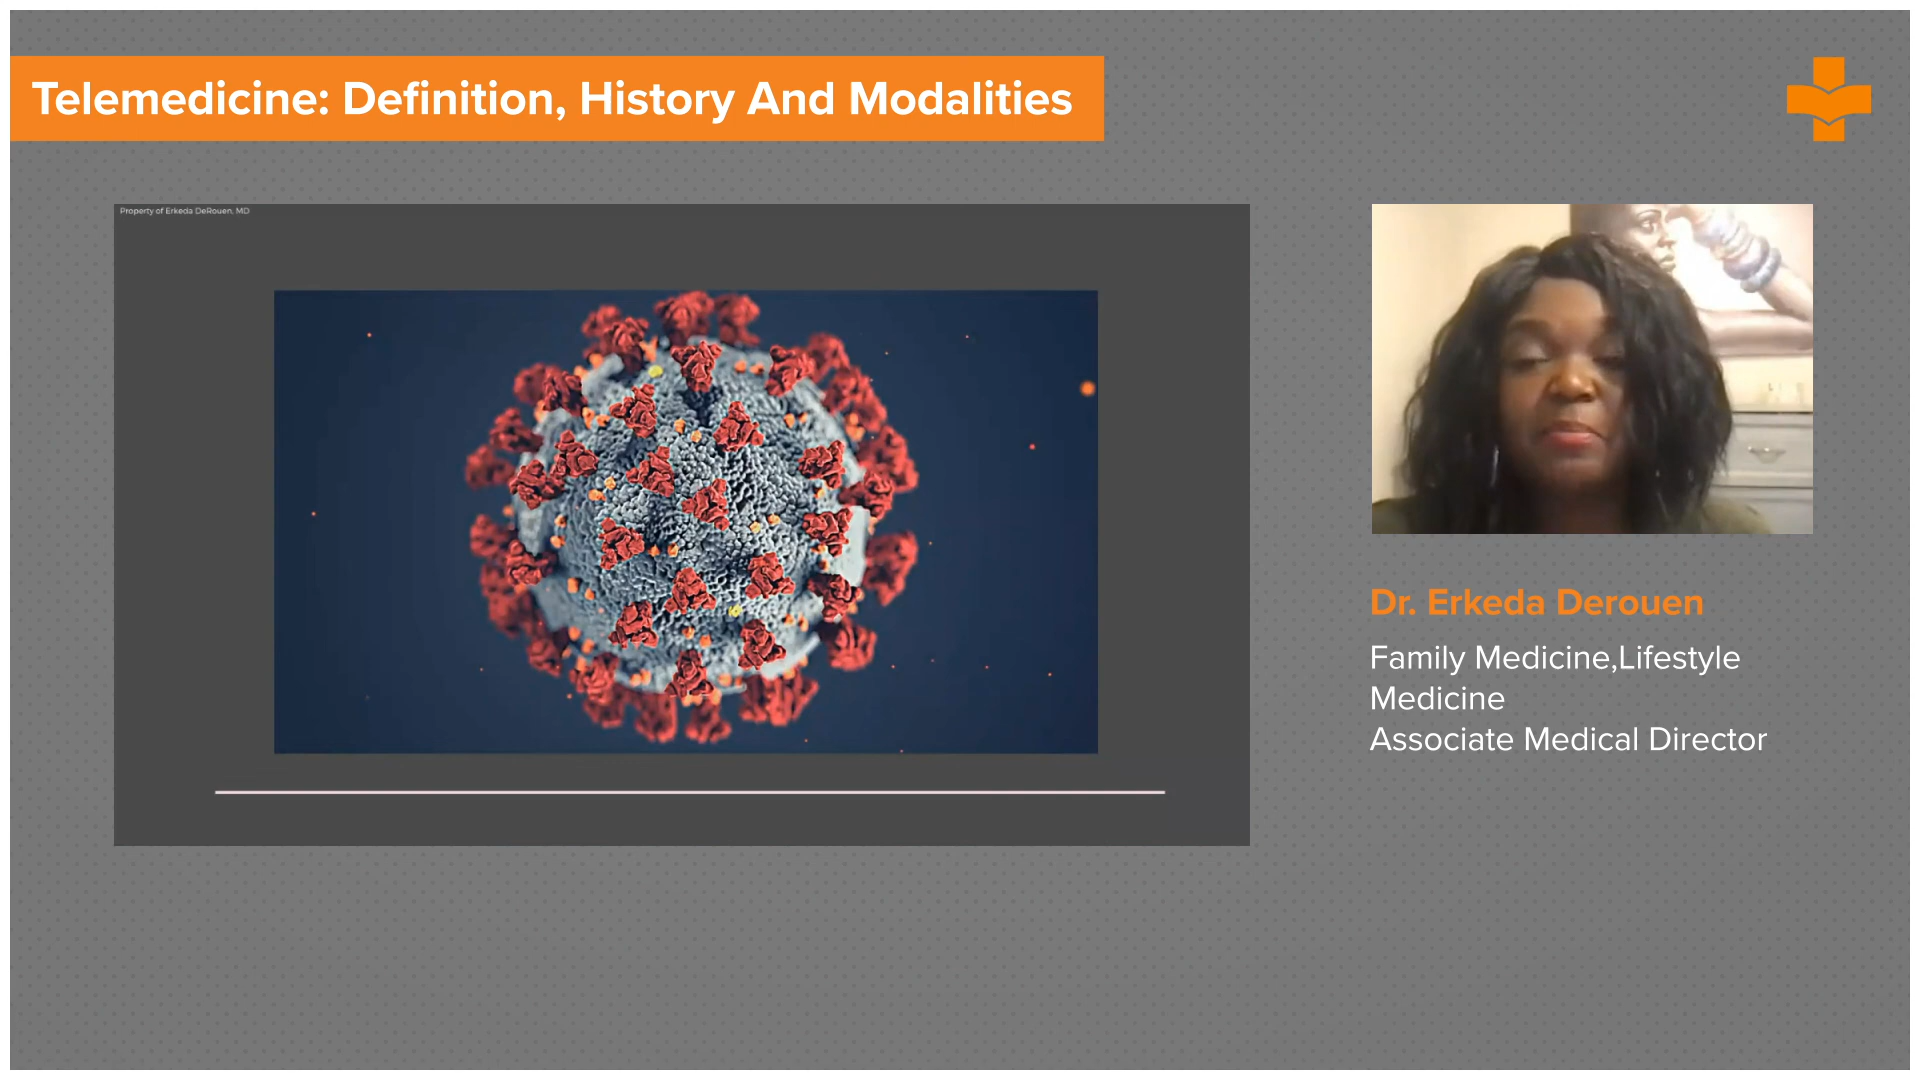 Telemedicine: Definition, History And Modalities
Property of Erkeda DeRouen, MD
Dr. Erkeda Derouen
Family Medicine,Lifestyle
Medicine
Associate Medical Director